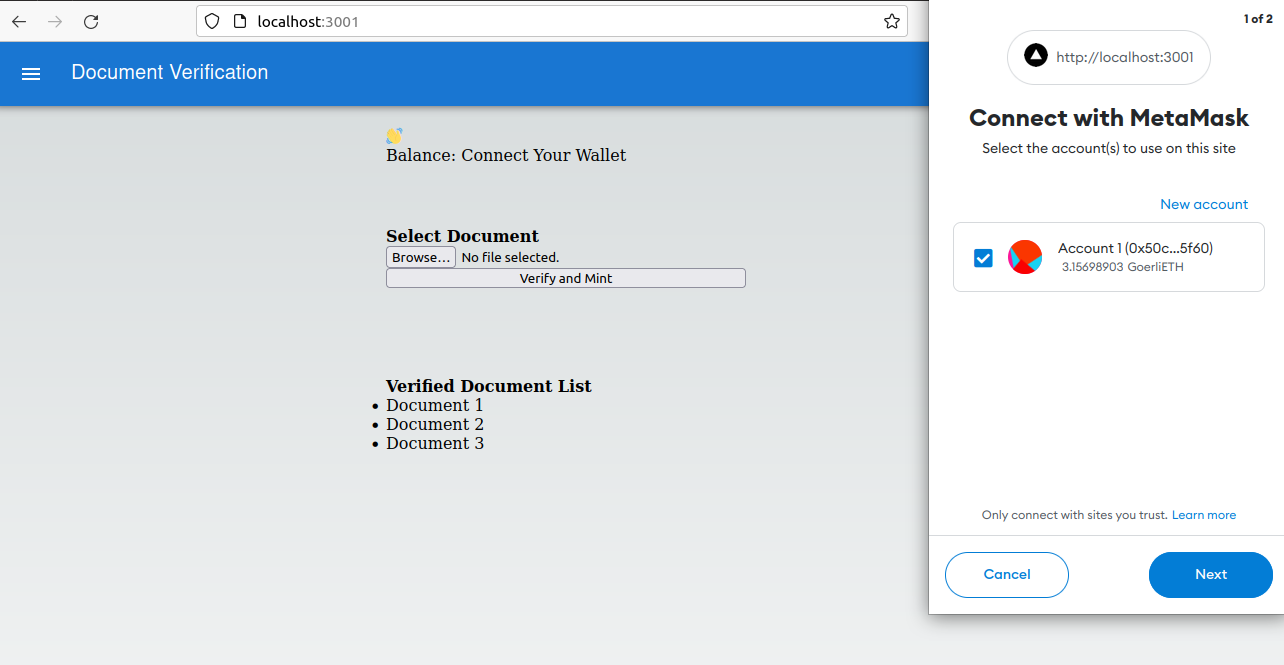 localhost:3001
Document Verification
Balance: Connect Your Wallet
Select Document
Browse... No file selected.
Verify and Mint
Verified Document List
Document 1
Document 2
Document 3
1 of 2
http://localhost:3001
Connect with MetaMask
Select the account(s) to use on this site
New account
Account 1 (0x50c...5f60)
3.15698903 GoerliETH
Only connect with sites you trust. Learn more
Cancel Next